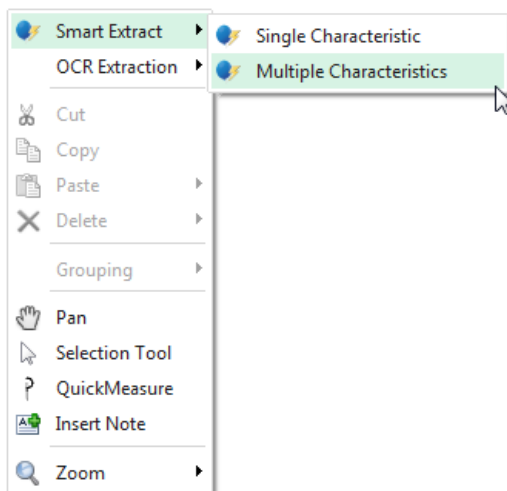 Smart Extract
Single Characteristic
OCR Extraction
Multiple Characteristics
Cut
Copy
Paste
Delete
Grouping
Pan
Selection Tool
QuickMeasure
Insert Note
Zoom